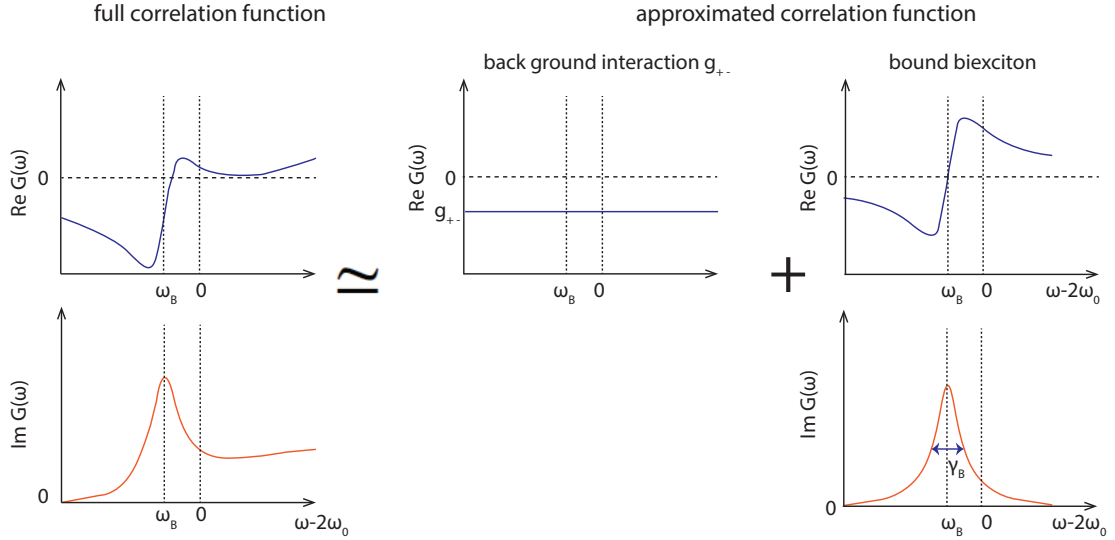 full correlation function
approximated correlation function
back ground interaction g+-
bound biexciton
Re G(ω)
0
ωB
0
≃
Re G(ω)
0
g+-
ωB
0
+
Re G(ω)
0
ωB
0
ω-2ω0
Im G(ω)
0
ωB
0
ω-2ω0
Im G(ω)
0
γB
ωB
0
ω-2ω0